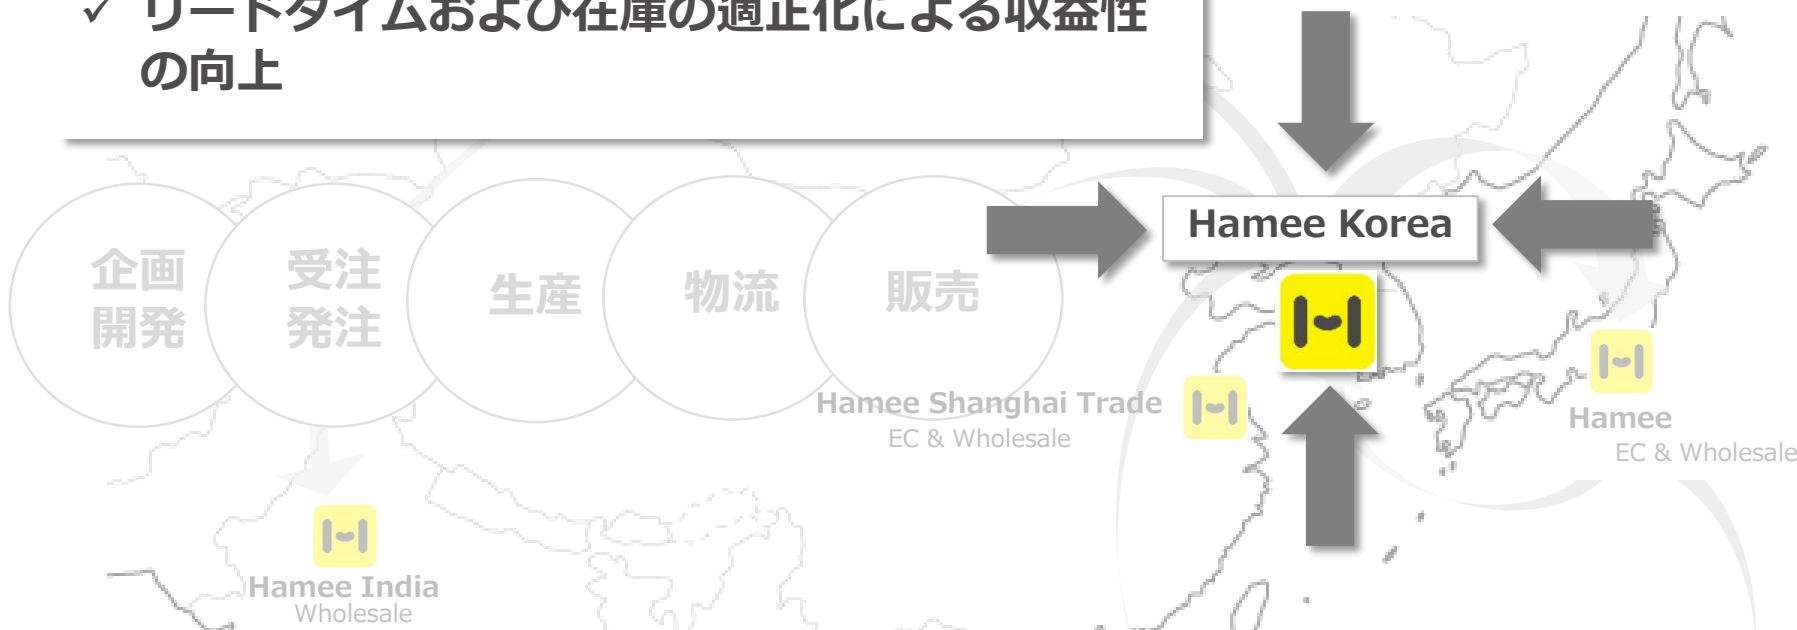 ✓ リードタイムおよび在庫の適正化による収益性
の向上
Hamee Korea
企画
開発
受注
発注
生産
物流
販売
Hamee Shanghai Trade
EC & Wholesale
Hamee
EC & Wholesale
Hamee India
Wholesale